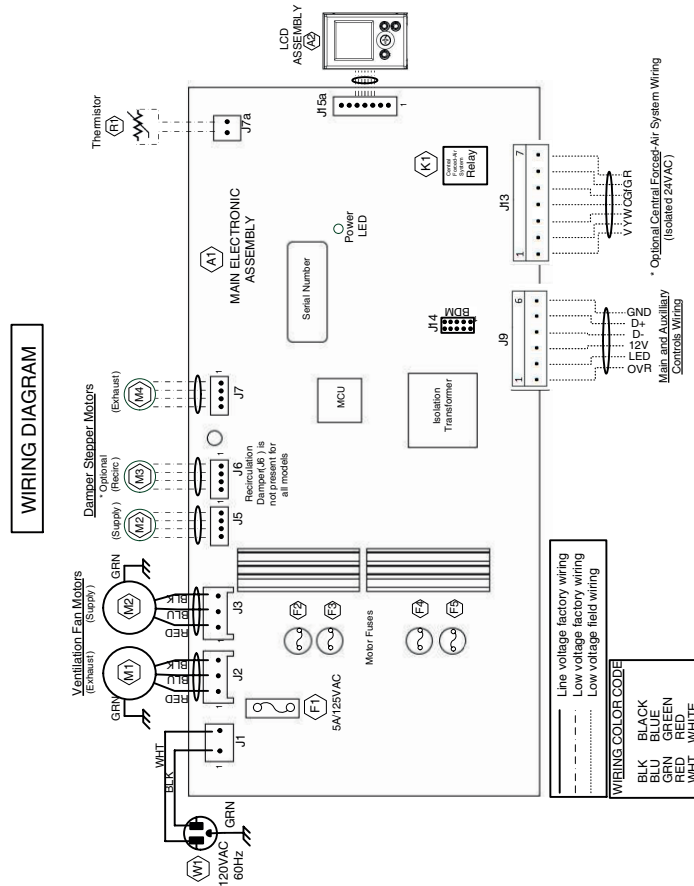 WIRING DIAGRAM
Ventilation Fan Motors
(Exhaust)
(Supply)
Damper Stepper Motors
* Optional
(Supply)
(Recirc)
(Exhaust)
M1
M2
M2
M3
M4
GRN
GRN
RED
BLU
BLK
RED
BLU
BLK
Thermistor
R1
LCD
ASSEMBLY
A2
W1
120VAC
60Hz
BLK
WHT
GRN
J1
1
J2
1
J3
1
J5
1
J6
1
J7
1
J7a
J15a
1
Recirculation
Damper(J6 ) is
not present for
all models
A1
MAIN ELECTRONIC
ASSEMBLY
F1
5A/125VAC
F2
F3
F4
F5
Motor Fuses
MCU
Serial Number
Power
LED
Isolation
Transformer
J14
BDM
K1
Central
Forced-Air
System
Relay
J9
1
6
J13
1
7
OVR
LED
12V
D-
D+
GND
Main and Auxilliary
Controls Wiring
V
Y
W
C
Gf
G
R
* Optional Central Forced-Air System Wiring
(Isolated 24VAC)
Line voltage factory wiring
Low voltage factory wiring
Low voltage field wiring
WIRING COLOR CODE
BLK BLACK
BLU BLUE
GRN GREEN
RED RED
WHT WHITE